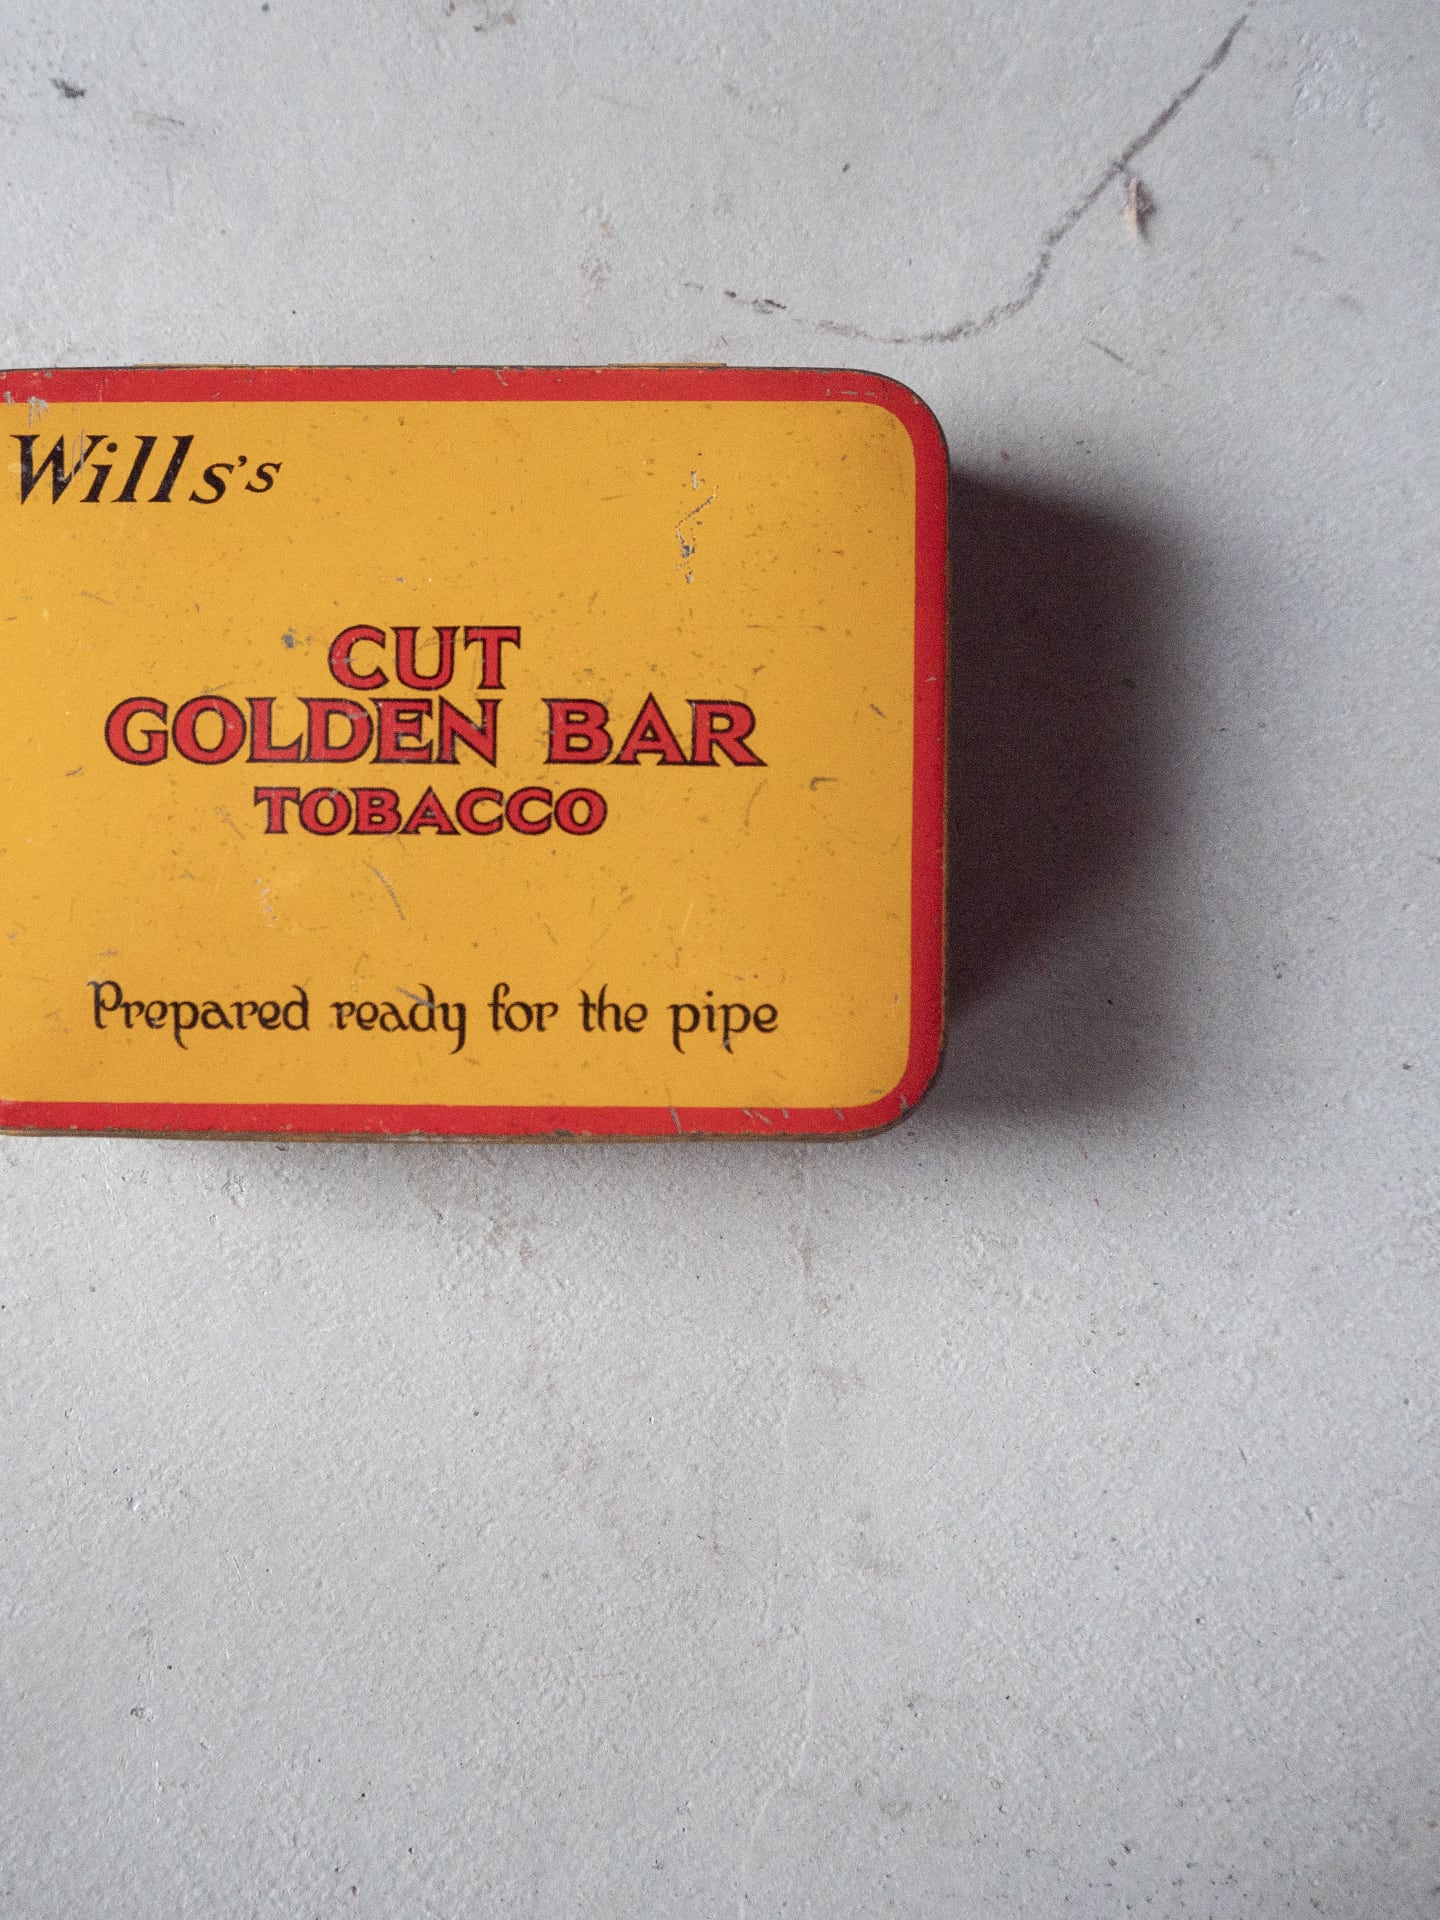 Wills's
CUT
GOLDEN BAR
TOBACCO
Prepared ready for the pipe